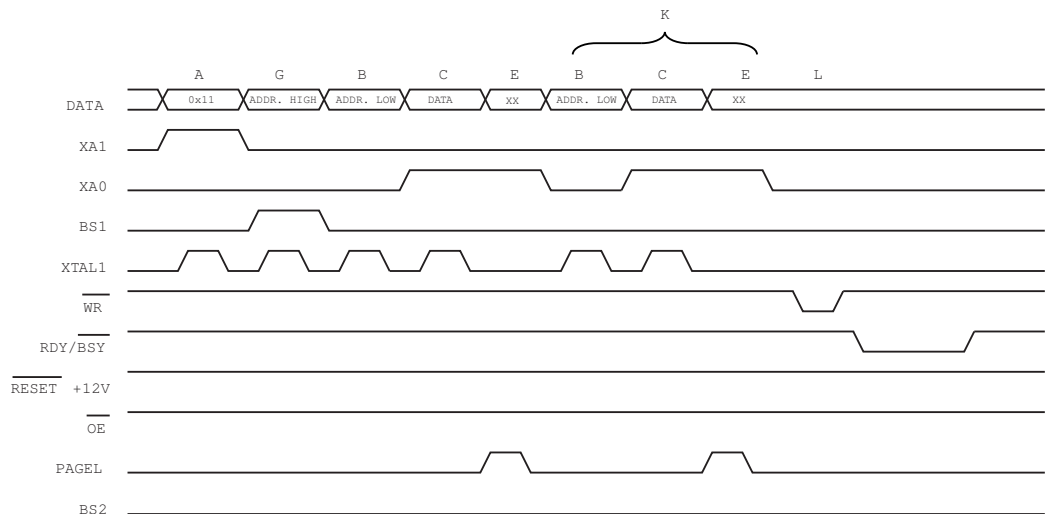 K
A G B C E B C E L
DATA 0x11 ADDR. HIGH ADDR. LOW DATA XX ADDR. LOW DATA XX
XA1
XA0
BS1
XTAL1
WR
RDY/BSY
RESET +12V
OE
PAGEL
BS2